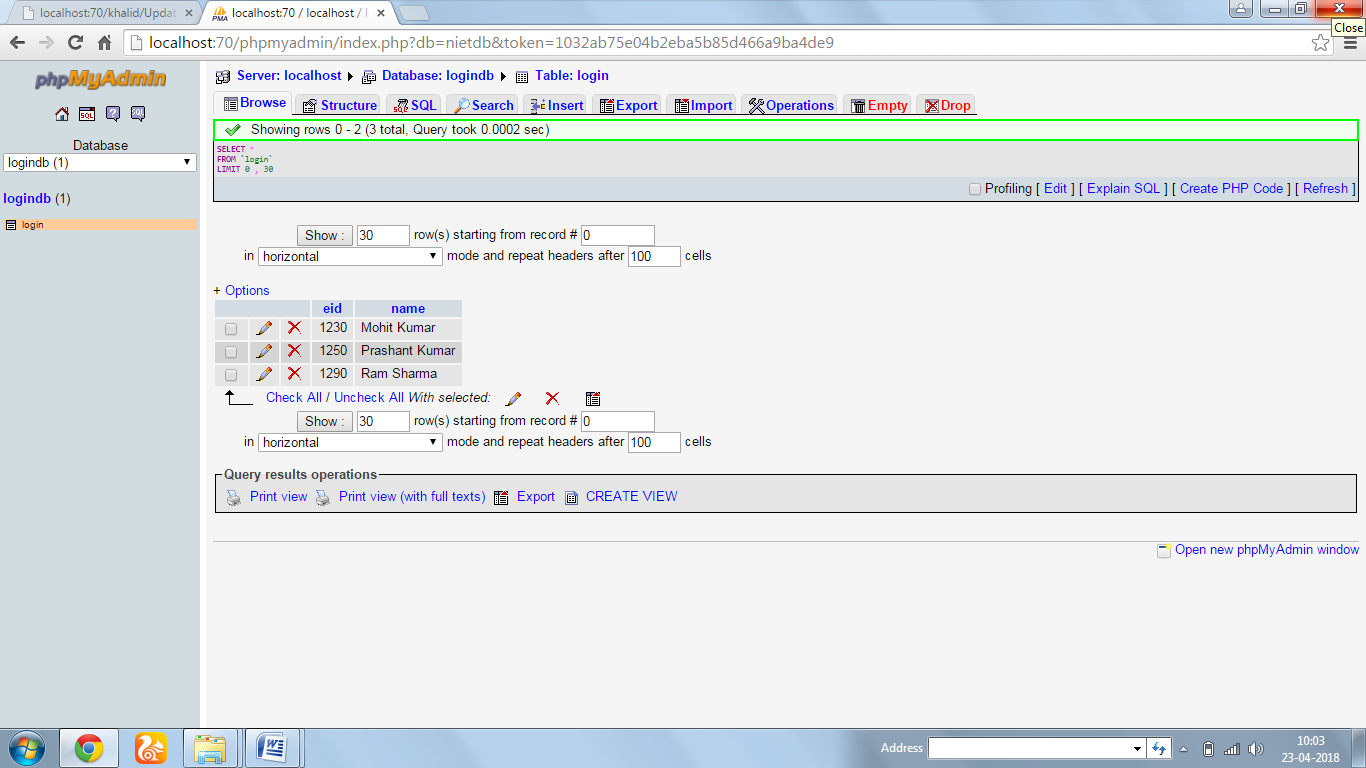 localhost:70/khalid/Updat
localhost:70 / localhost / l
Close
localhost:70/phpmyadmin/index.php?db=nietdb&token=1032ab75e04b2eba5b85d466a9ba4de9
phpMyAdmin
SQL
Database
logindb (1)
logindb (1)
login
Server: localhost Database: logindb Table: login
Browse Structure SQL Search Insert Export Import Operations Empty Drop
Showing rows 0 - 2 (3 total, Query took 0.0002 sec)
SELECT *
FROM `login`
LIMIT 0 , 30
Profiling [ Edit ] [ Explain SQL ] [ Create PHP Code ] [ Refresh ]
Show : 30 row(s) starting from record # 0
in horizontal mode and repeat headers after 100 cells
+ Options
eid name
1230 Mohit Kumar
1250 Prashant Kumar
1290 Ram Sharma
Check All / Uncheck All With selected:
Show : 30 row(s) starting from record # 0
in horizontal mode and repeat headers after 100 cells
Query results operations
Print view Print view (with full texts) Export CREATE VIEW
Open new phpMyAdmin window
Address
10:03
23-04-2018